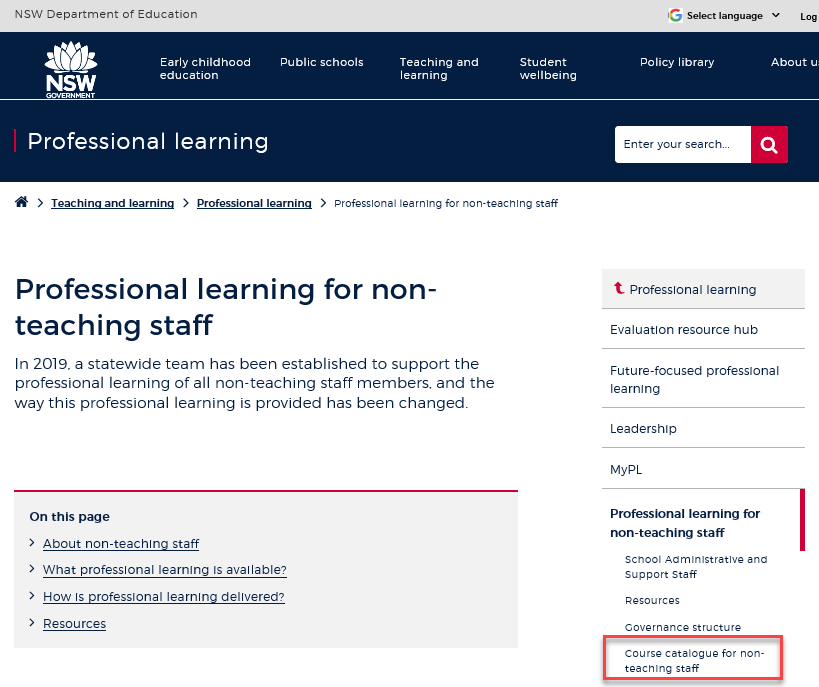 NSW Department of Education
Select language
Log
NSW
GOVERNMENT
Early childhood
education
Public schools
Teaching and
learning
Student
wellbeing
Policy library
About u
Professional learning
Enter your search...
Teaching and learning
Professional learning
Professional learning for non-teaching staff
Professional learning for non-
teaching staff
In 2019, a statewide team has been established to support the
professional learning of all non-teaching staff members, and the
way this professional learning is provided has been changed.
On this page
About non-teaching staff
What professional learning is available?
How is professional learning delivered?
Resources
Professional learning
Evaluation resource hub
Future-focused professional
learning
Leadership
MyPL
Professional learning for
non-teaching staff
School Administrative and
Support Staff
Resources
Governance structure
Course catalogue for non-
teaching staff